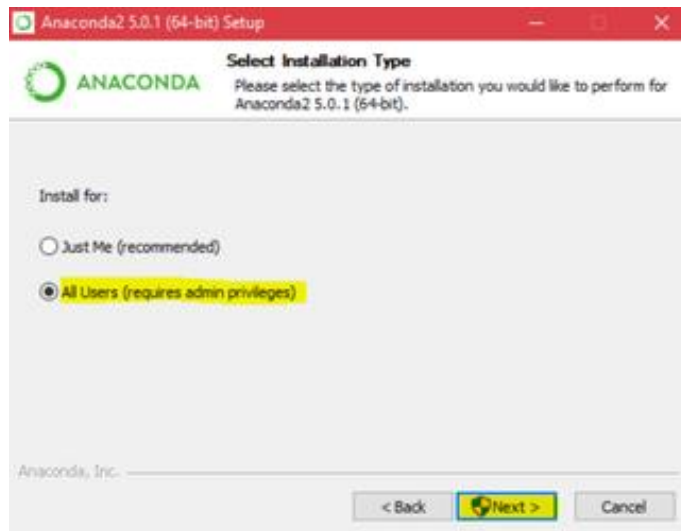 Anaconda2 5.0.1 (64-bit) Setup
ANACONDA
Select Installation Type
Please select the type of installation you would like to perform for
Anaconda2 5.0.1 (64-bit).
Install for:
Just Me (recommended)
All Users (requires admin privileges)
Anaconda, Inc.
< Back
Next >
Cancel